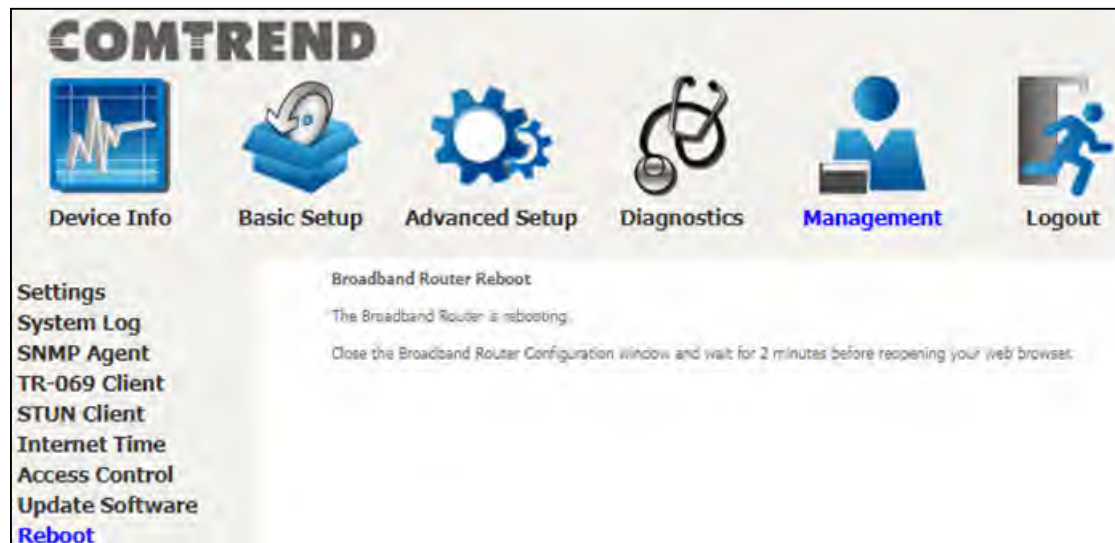 COMTREND
Device Info
Basic Setup
Advanced Setup
Diagnostics
Management
Logout
Settings
System Log
SNMP Agent
TR-069 Client
STUN Client
Internet Time
Access Control
Update Software
Reboot
Broadband Router Reboot
The Broadband Router is rebooting.
Close the Broadband Router Configuration window and wait for 2 minutes before reopening your web browser.